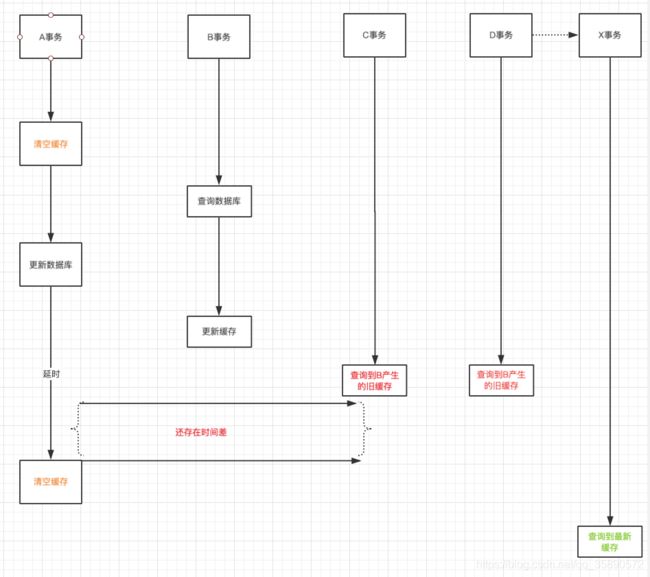 A事务
B事务
C事务
D事务
X事务
清空缓存
查询数据库
更新数据库
更新缓存
延时
查询到B产生
的旧缓存
查询到B产生
的旧缓存
还存在时间差
清空缓存
查询到最新
缓存
https://blog.csdn.net/qq_35890572